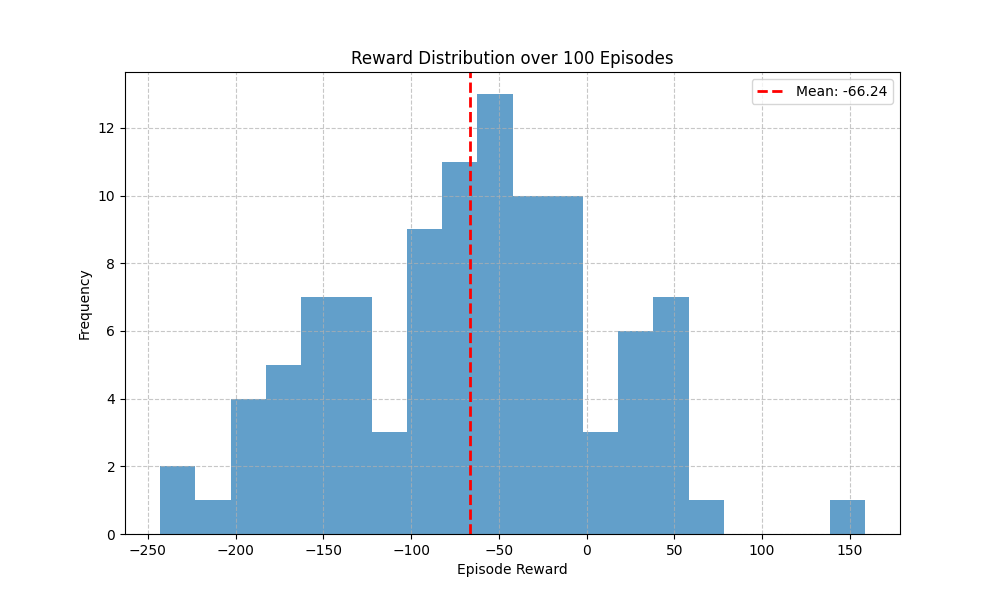 Reward Distribution over 100 Episodes
Mean: -66.24
Frequency
12
10
8
6
4
2
0
−250 −200 −150 −100 −50 0 50 100 150
Episode Reward